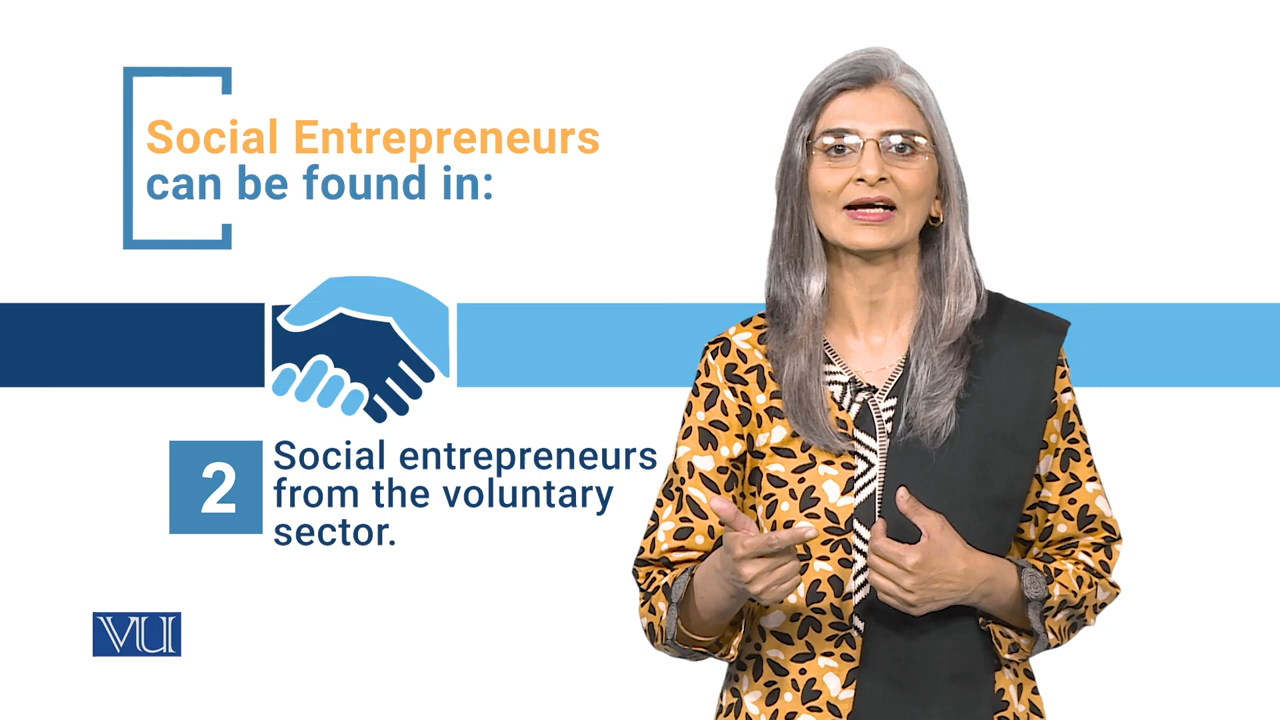 Social Entrepreneurs
can be found in:
2
Social entrepreneurs
from the voluntary
sector.
VU